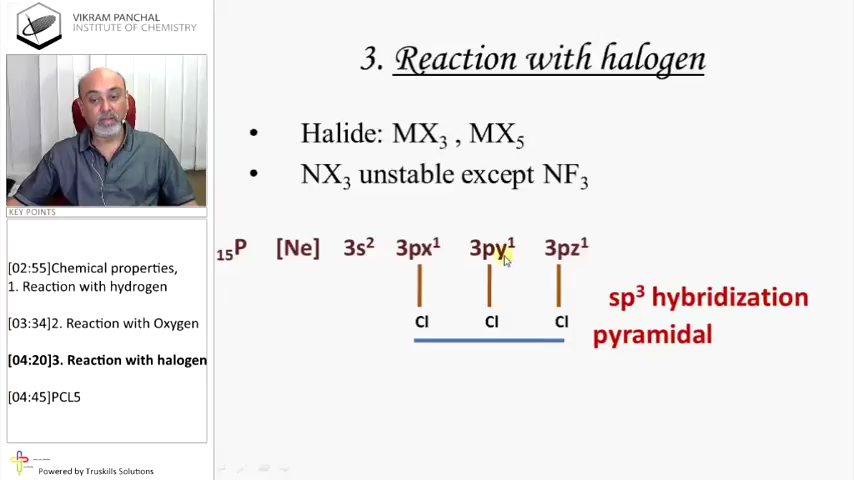 VIKRAM PANCHAL
INSTITUTE OF CHEMISTRY
KEY POINTS
[02:55]Chemical properties,
1. Reaction with hydrogen
[03:34]2. Reaction with Oxygen
[04:20]3. Reaction with halogen
[04:45]PCL5
Powered by Truskills Solutions
3. Reaction with halogen
• Halide: MX₃ , MX₅
• NX₃ unstable except NF₃
₁₅P [Ne] 3s² 3px¹ 3py¹ 3pz¹
Cl Cl Cl
sp³ hybridization
pyramidal